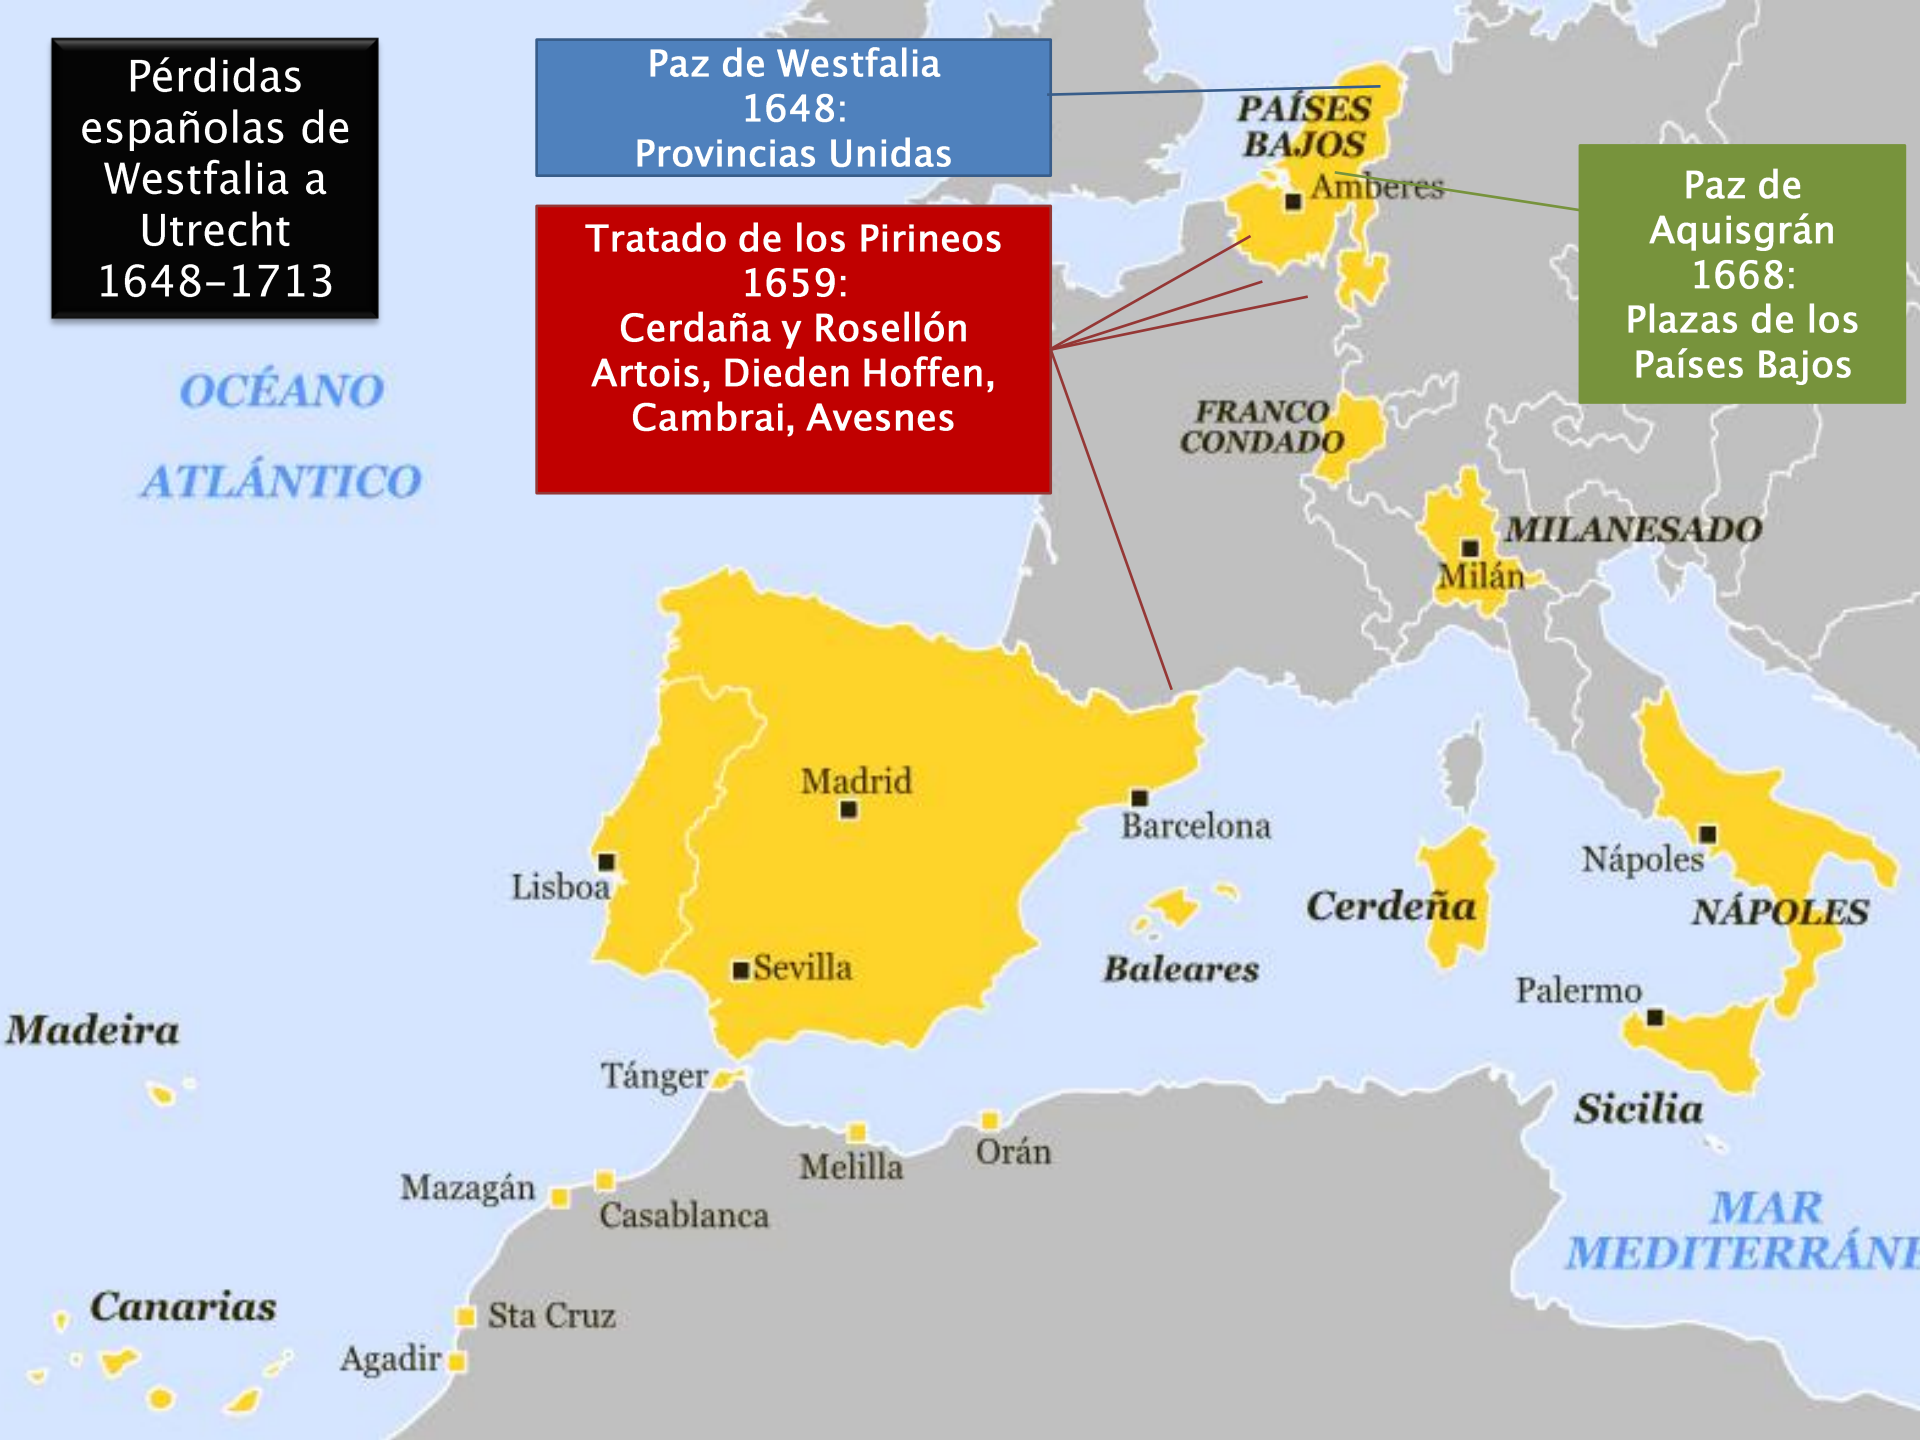 Pérdidas
españolas de
Westfalia a
Utrecht
1648-1713
Paz de Westfalia
1648:
Provincias Unidas
Tratado de los Pirineos
1659:
Cerdaña y Rosellón
Artois, Dieden Hoffen,
Cambrai, Avesnes
Paz de
Aquisgrán
1668:
Plazas de los
Países Bajos
PAÍSES
BAJOS
Amberes
OCÉANO
ATLÁNTICO
FRANCO
CONDADO
MILANESADO
Milán
Madrid
Barcelona
Lisboa
Nápoles
Cerdeña
NÁPOLES
Sevilla
Baleares
Palermo
Madeira
Tánger
Sicilia
Orán
Melilla
Mazagán
Casablanca
MAR
MEDITERRÁNE
Canarias
Sta Cruz
Agadir